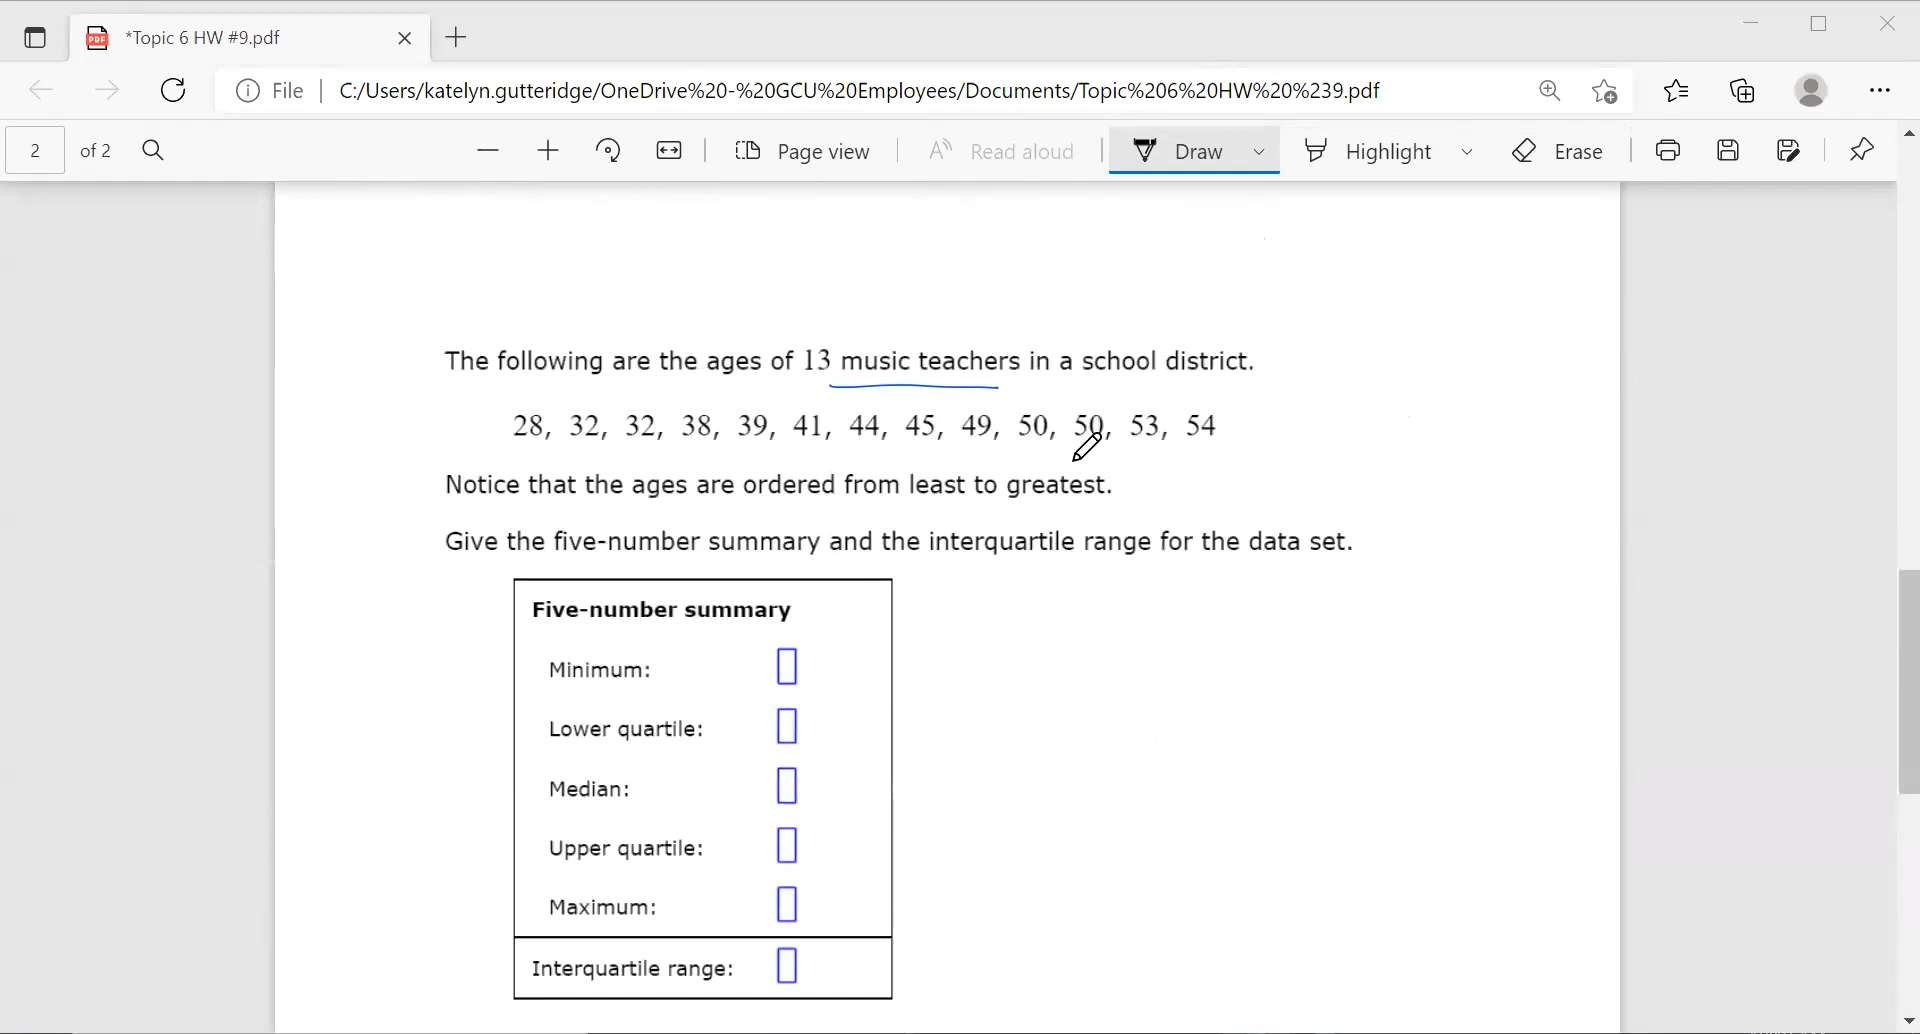 *Topic 6 HW #9.pdf
File | C:/Users/katelyn.gutteridge/OneDrive%20-%20GCU%20Employees/Documents/Topic%206%20HW%20%239.pdf
2 of 2 Page view Read aloud Draw Highlight Erase
The following are the ages of 13 music teachers in a school district.
28, 32, 32, 38, 39, 41, 44, 45, 49, 50, 50, 53, 54
Notice that the ages are ordered from least to greatest.
Give the five-number summary and the interquartile range for the data set.
Five-number summary
Minimum:
Lower quartile:
Median:
Upper quartile:
Maximum:
Interquartile range: